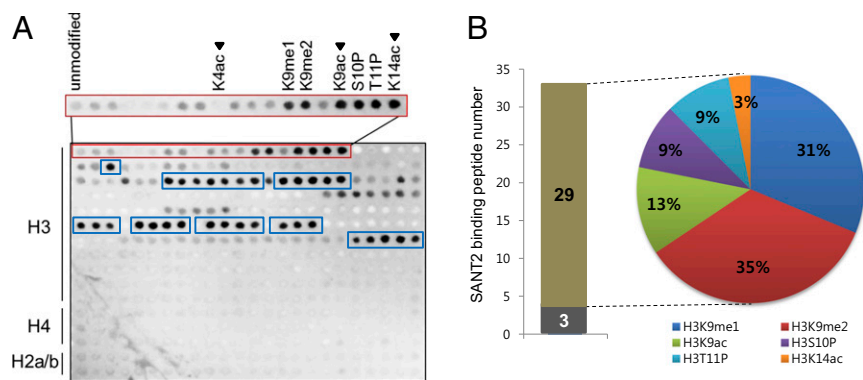 A
unmodified
K4ac
K9me1
K9me2
K9ac
S10P
T11P
K14ac
H3
H4
H2a/b
B
SANT2 binding peptide number
35
30
25
20
15
10
5
0
29
3
3%
9%
31%
9%
13%
35%
H3K9me1 H3K9me2
H3K9ac H3S10P
H3T11P H3K14ac